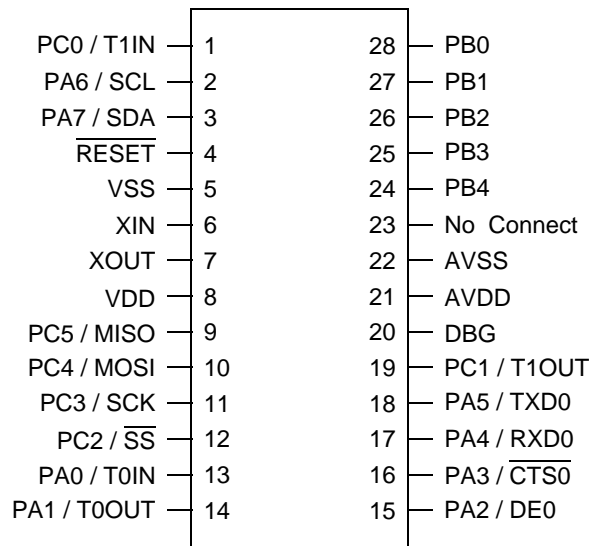 PC0 / T1IN 1 28 PB0
PA6 / SCL 2 27 PB1
PA7 / SDA 3 26 PB2
RESET 4 25 PB3
VSS 5 24 PB4
XIN 6 23 No Connect
XOUT 7 22 AVSS
VDD 8 21 AVDD
PC5 / MISO 9 20 DBG
PC4 / MOSI 10 19 PC1 / T1OUT
PC3 / SCK 11 18 PA5 / TXD0
PC2 / SS 12 17 PA4 / RXD0
PA0 / T0IN 13 16 PA3 / CTS0
PA1 / T0OUT 14 15 PA2 / DE0